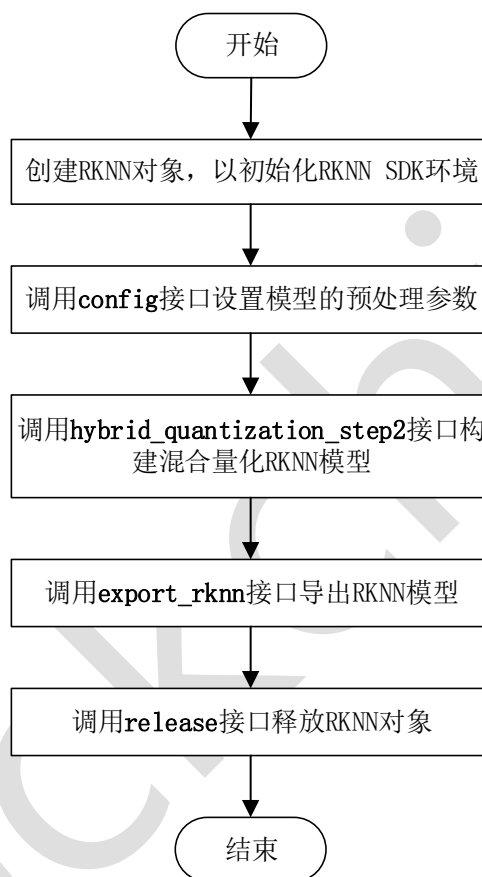 开始
创建RKNN对象，以初始化RKNN SDK环境
调用config接口设置模型的预处理参数
调用hybrid_quantization_step2接口构
建混合量化RKNN模型
调用export_rknn接口导出RKNN模型
调用release接口释放RKNN对象
结束